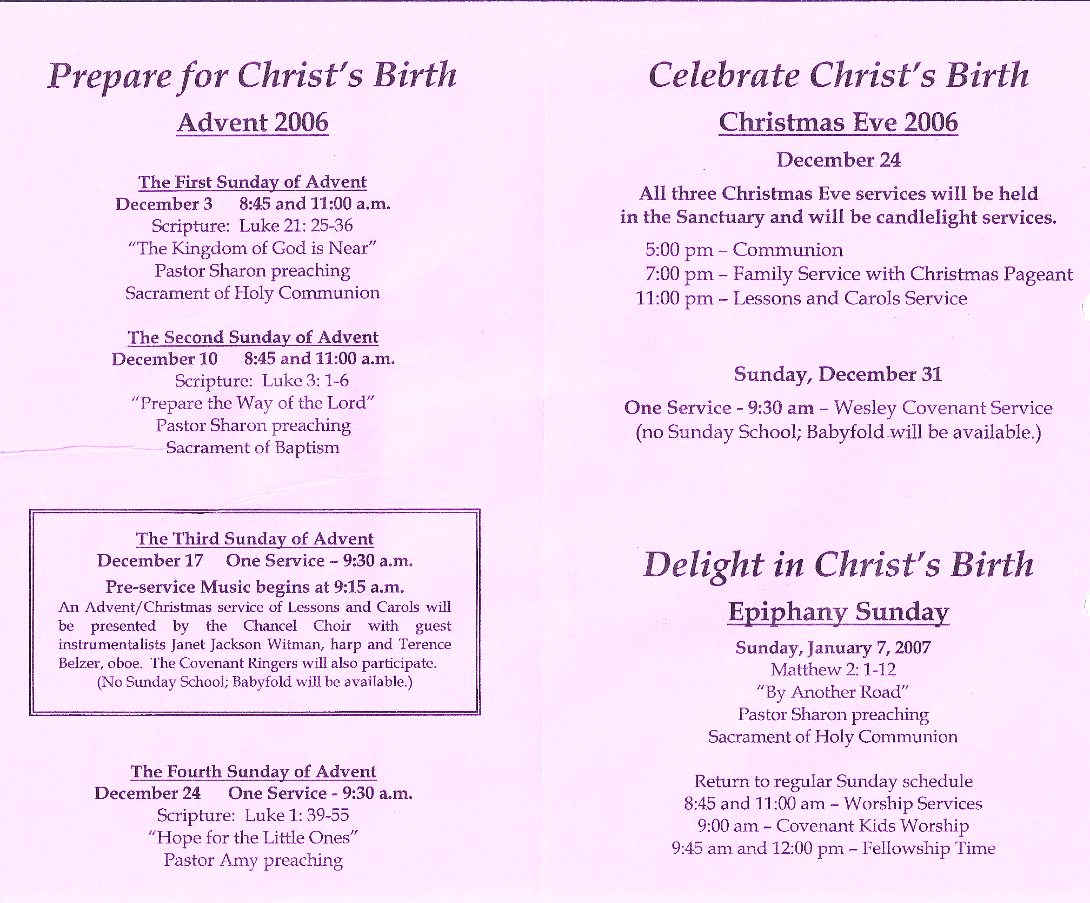 Prepare for Christ's Birth
Advent 2006
The First Sunday of Advent
December 3 8:45 and 11:00 a.m.
Scripture: Luke 21: 25-36
"The Kingdom of God is Near"
Pastor Sharon preaching
Sacrament of Holy Communion
The Second Sunday of Advent
December 10 8:45 and 11:00 a.m.
Scripture: Luke 3: 1-6
"Prepare the Way of the Lord"
Pastor Sharon preaching
Sacrament of Baptism
The Third Sunday of Advent
December 17 One Service – 9:30 a.m.
Pre-service Music begins at 9:15 a.m.
An Advent/Christmas service of Lessons and Carols will
be presented by the Chancel Choir with guest
instrumentalists Janet Jackson Witman, harp and Terence
Belzer, oboe. The Covenant Ringers will also participate.
(No Sunday School; Babyfold will be available.)
The Fourth Sunday of Advent
December 24 One Service - 9:30 a.m.
Scripture: Luke 1: 39-55
"Hope for the Little Ones"
Pastor Amy preaching
Celebrate Christ's Birth
Christmas Eve 2006
December 24
All three Christmas Eve services will be held
in the Sanctuary and will be candlelight services.
5:00 pm – Communion
7:00 pm – Family Service with Christmas Pageant
11:00 pm – Lessons and Carols Service
Sunday, December 31
One Service - 9:30 am – Wesley Covenant Service
(no Sunday School; Babyfold will be available.)
Delight in Christ's Birth
Epiphany Sunday
Sunday, January 7, 2007
Matthew 2: 1-12
"By Another Road"
Pastor Sharon preaching
Sacrament of Holy Communion
Return to regular Sunday schedule
8:45 and 11:00 am – Worship Services
9:00 am – Covenant Kids Worship
9:45 am and 12:00 pm – Fellowship Time